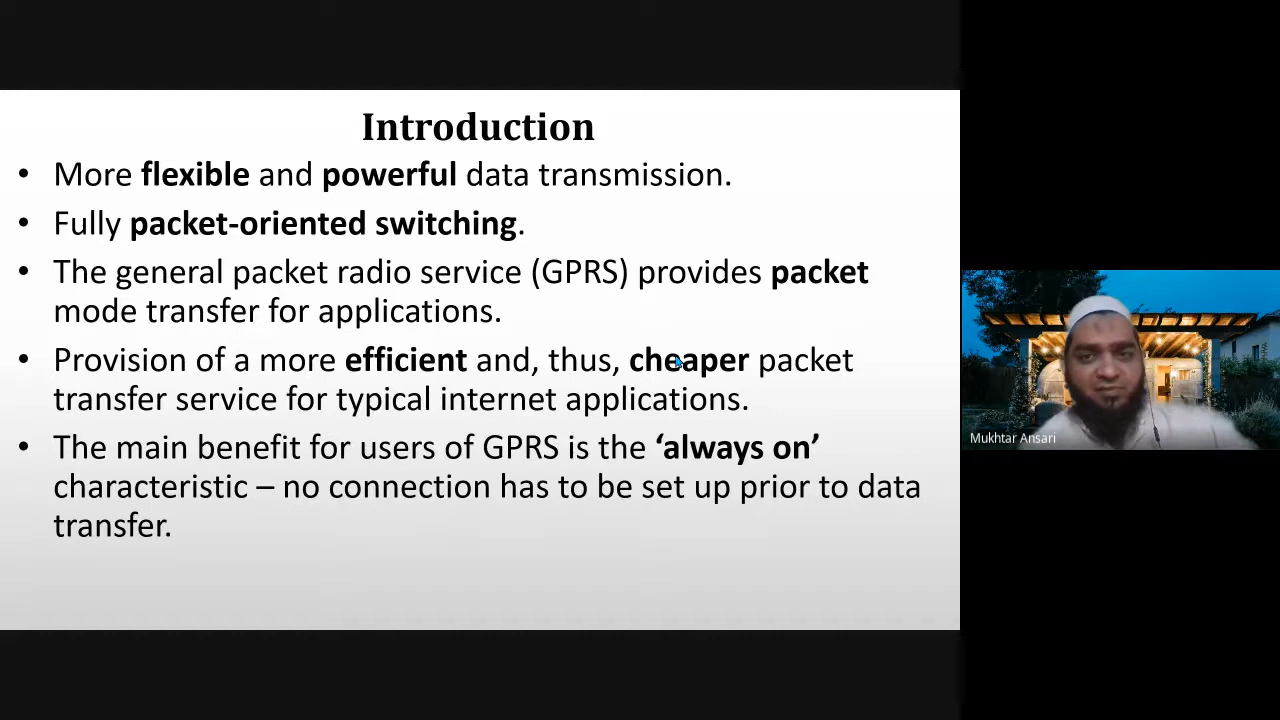 Introduction
• More flexible and powerful data transmission.
• Fully packet-oriented switching.
• The general packet radio service (GPRS) provides packet
mode transfer for applications.
• Provision of a more efficient and, thus, cheaper packet
transfer service for typical internet applications.
• The main benefit for users of GPRS is the ‘always on’
characteristic – no connection has to be set up prior to data
transfer.
Mukhtar Ansari